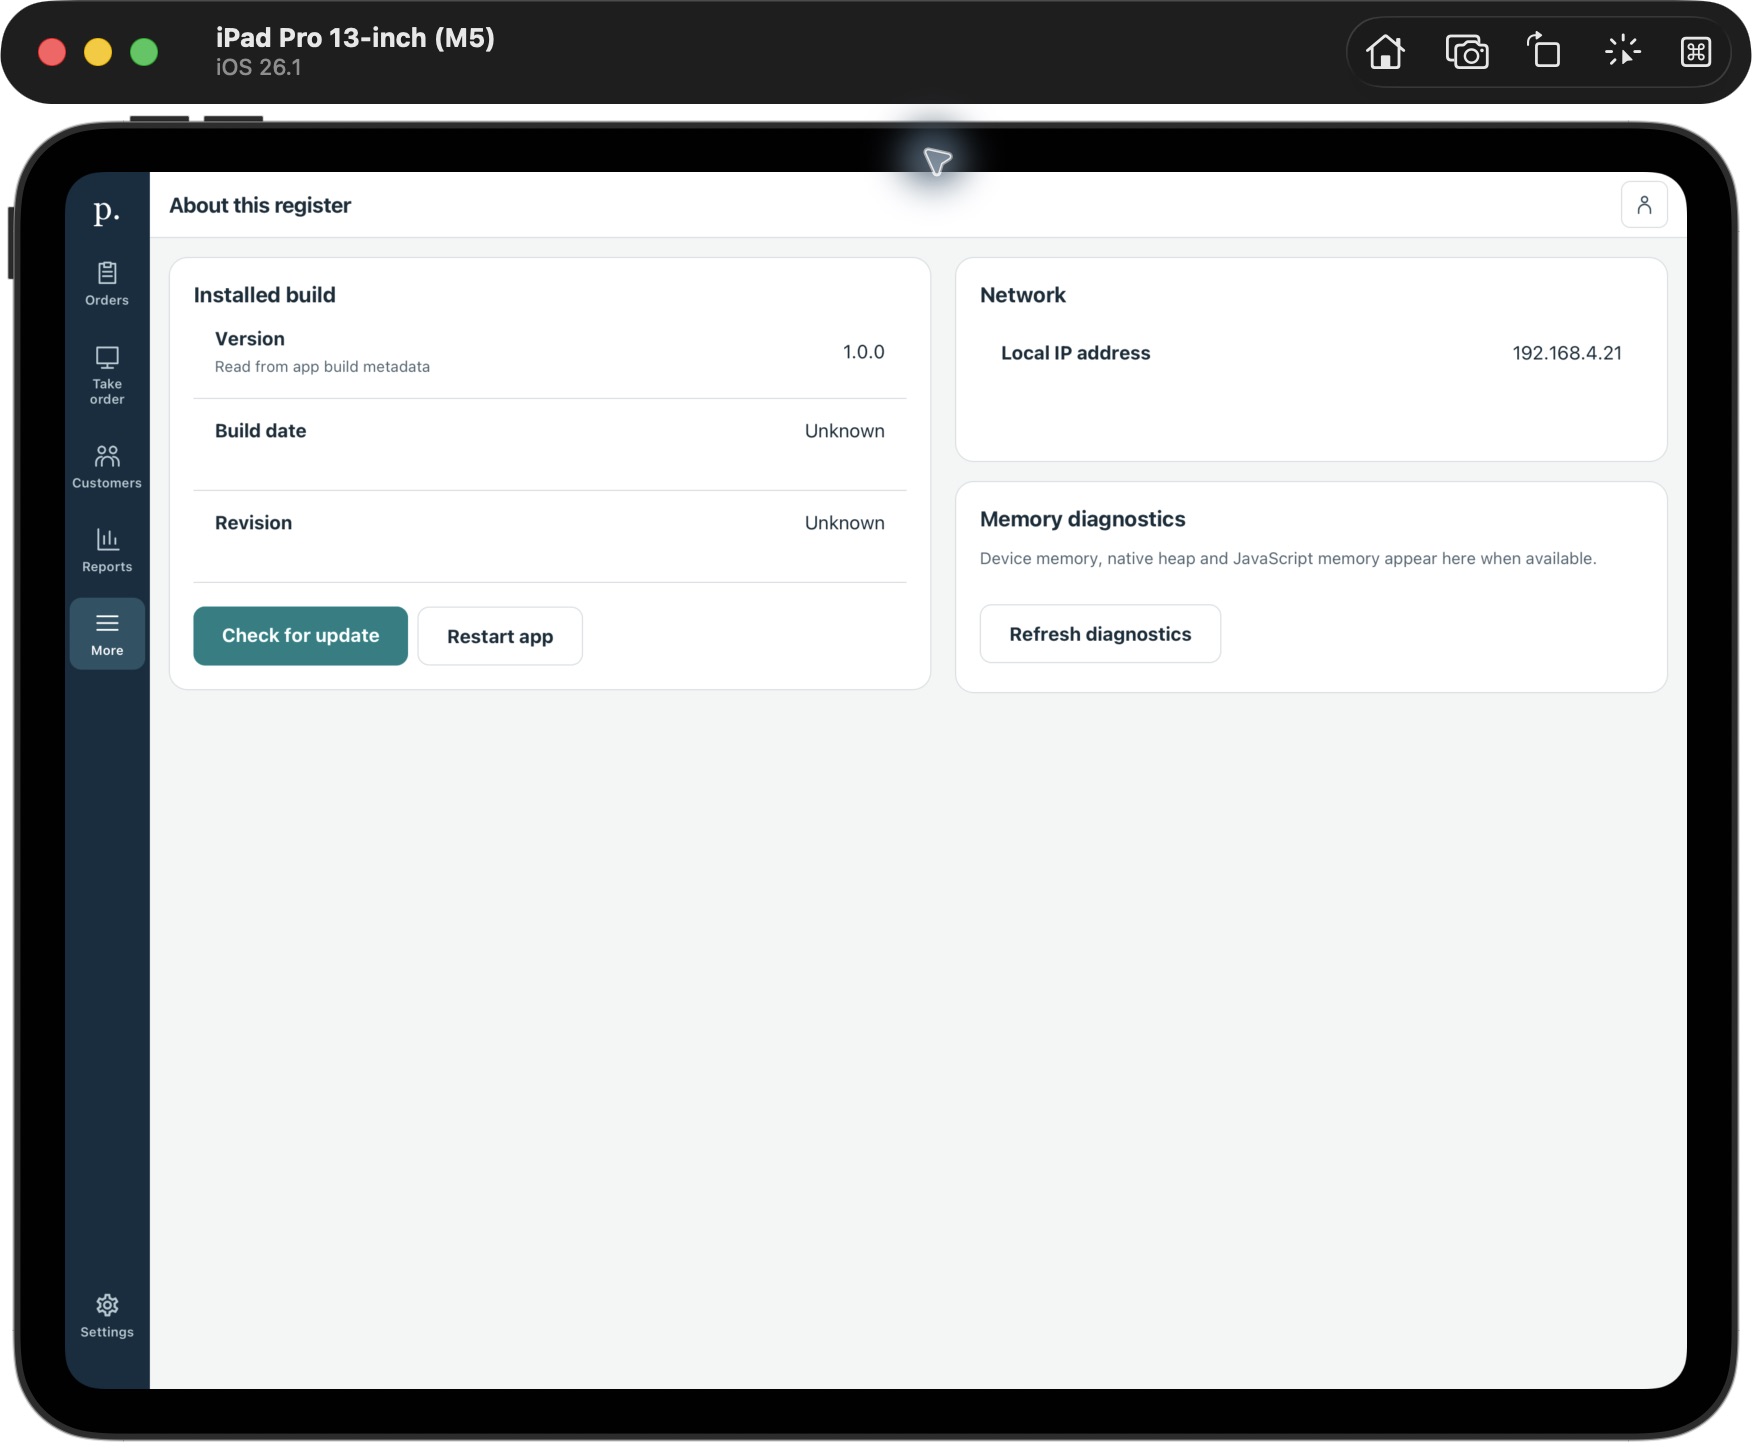 iPad Pro 13-inch (M5)
iOS 26.1
p.
Orders
Take
order
Customers
Reports
More
Settings
About this register
Installed build
Version
Read from app build metadata
1.0.0
Build date
Unknown
Revision
Unknown
Check for update
Restart app
Network
Local IP address
192.168.4.21
Memory diagnostics
Device memory, native heap and JavaScript memory appear here when available.
Refresh diagnostics